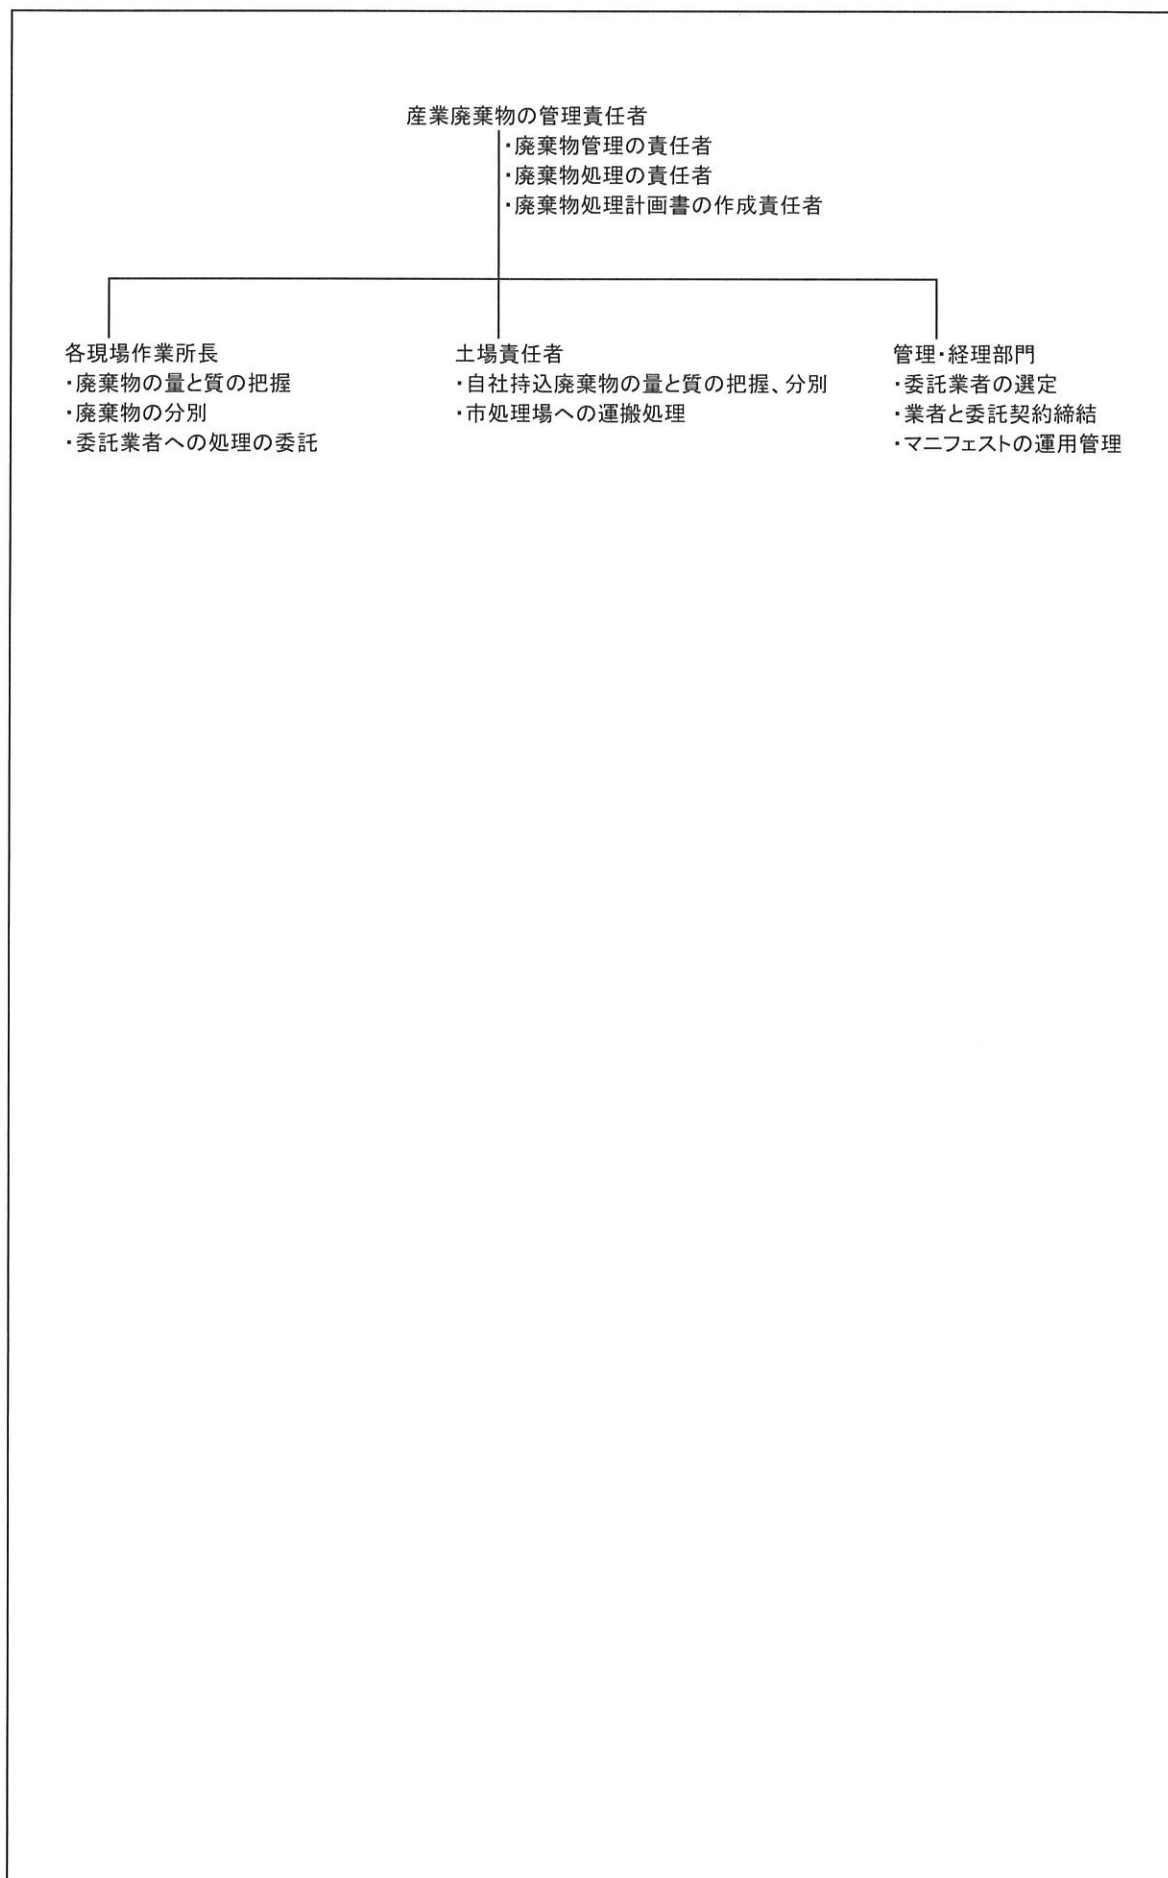 産業廃棄物の管理責任者
・廃棄物管理の責任者
・廃棄物処理の責任者
・廃棄物処理計画書の作成責任者
各現場作業所長
・廃棄物の量と質の把握
・廃棄物の分別
・委託業者への処理の委託
土場責任者
・自社持込廃棄物の量と質の把握、分別
・市処理場への運搬処理
管理・経理部門
・委託業者の選定
・業者と委託契約締結
・マニフェストの運用管理